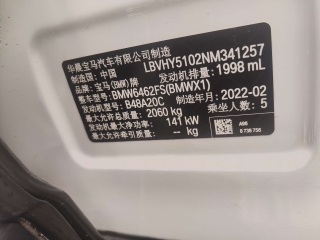 华晨宝马汽车有限公司制造
制造国: 中国 LBVHY5102NM341257
品牌: 宝马(BMW)牌 发动机排量: 1998 mL
整车型号: BMW6462FS(BMWX1)
发动机型号: B48A20C
最大允许总质量: 2060 kg 制造年月: 2022-02
发动机最大净功率: 141 kW 乘坐人数: 5
A96